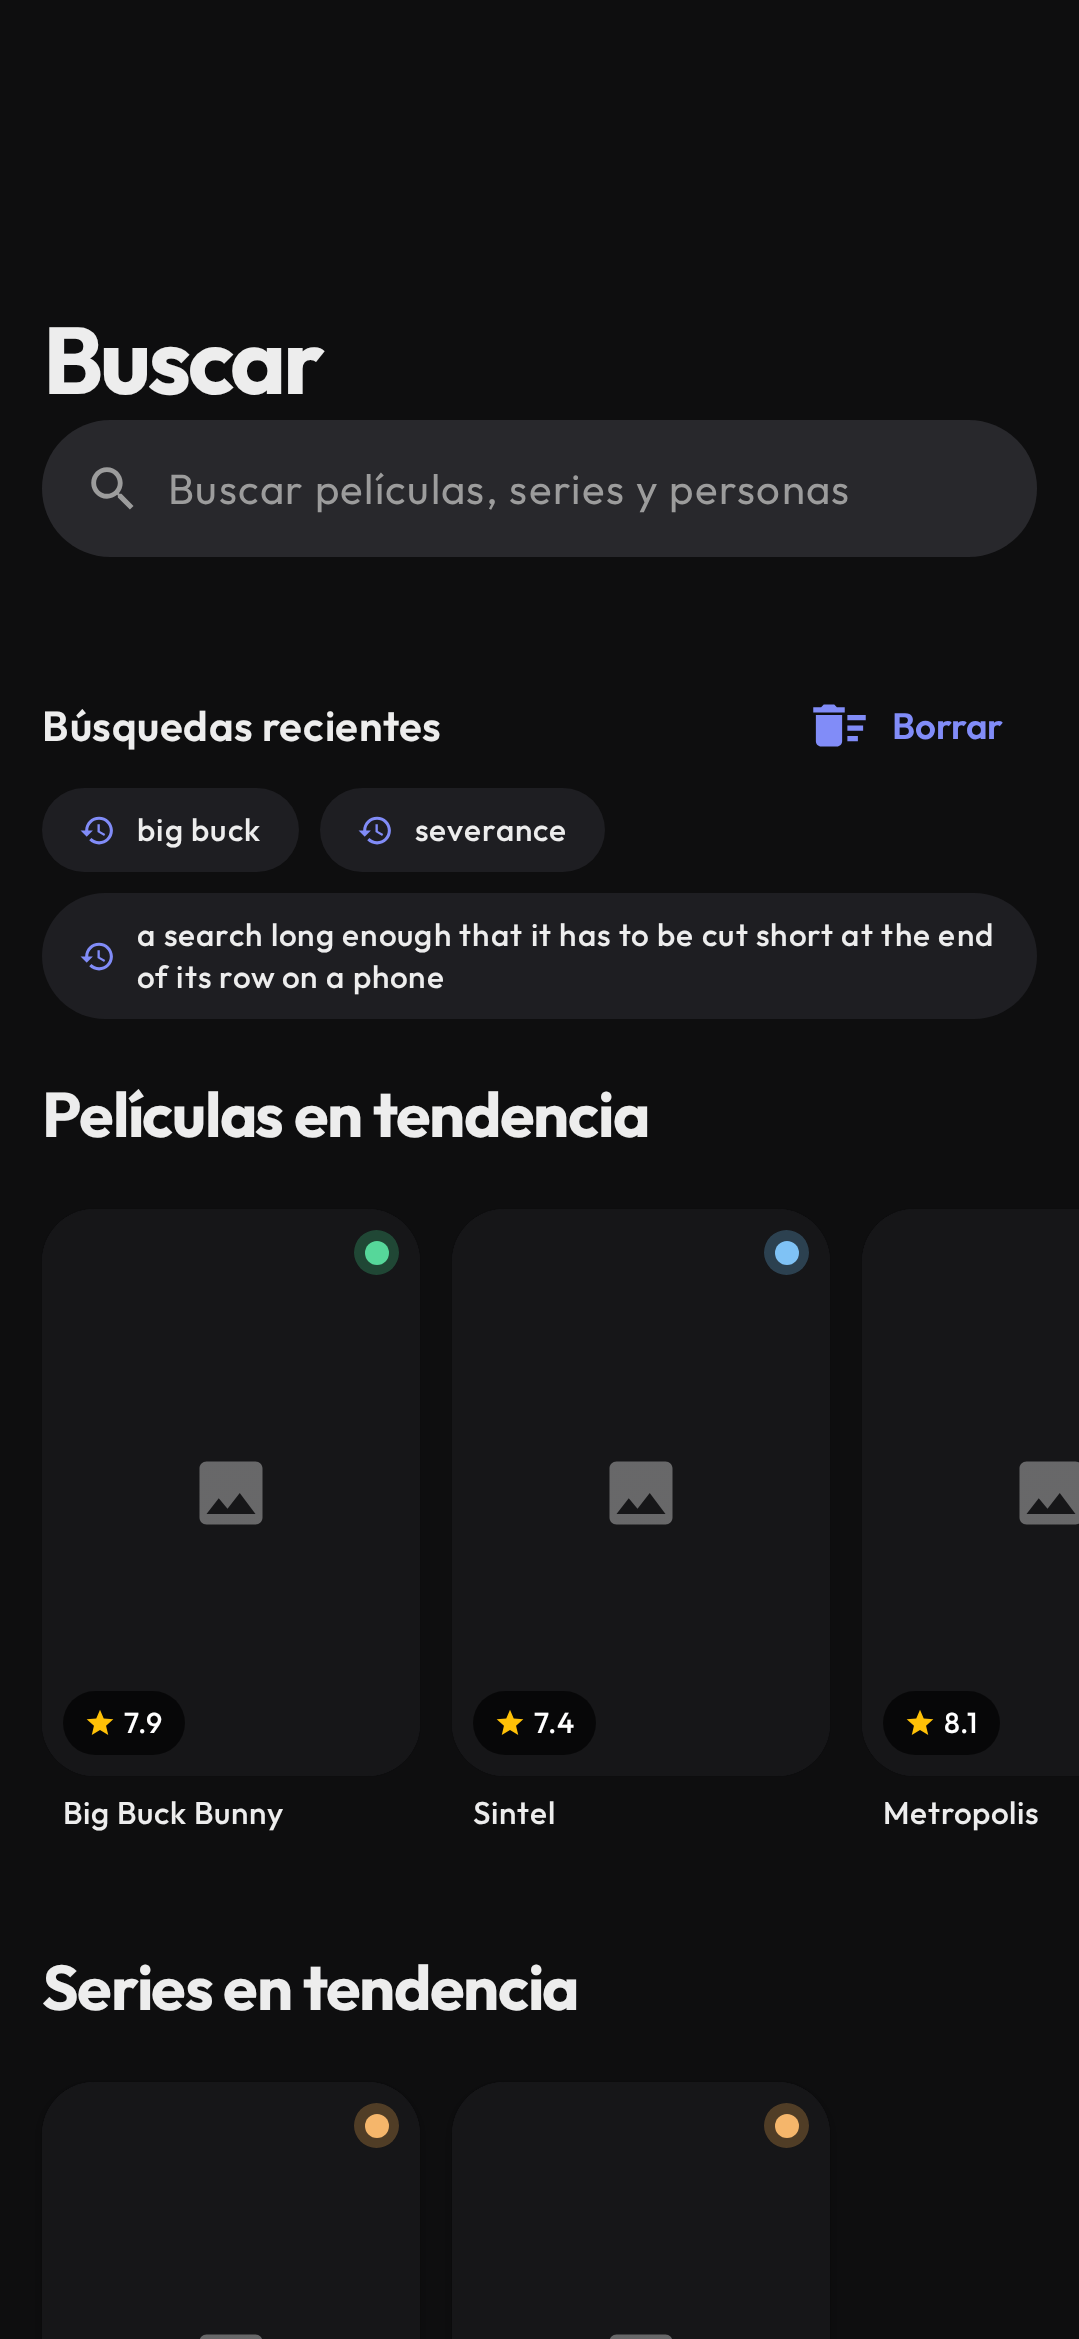 Buscar
Buscar películas, series y personas
Búsquedas recientes
Borrar
big buck
severance
a search long enough that it has to be cut short at the end
of its row on a phone
Películas en tendencia
7.9
7.4
8.1
Big Buck Bunny
Sintel
Metropolis
Series en tendencia